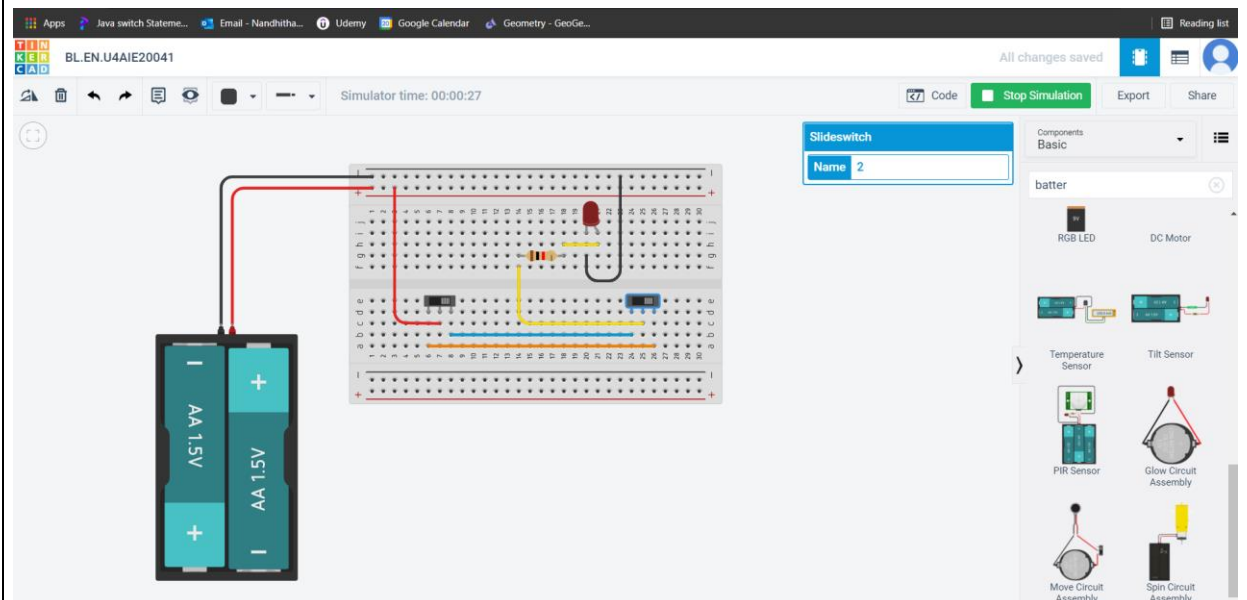 Apps Java switch Stateme... Email - Nandhitha... Udemy Google Calendar Geometry - GeoGe... Reading list
TIN
KER
CAD
BL.EN.U4AIE20041
All changes saved
Simulator time: 00:00:27
Code
Stop Simulation
Export
Share
Slideswitch
Name 2
Components
Basic
batter
RGB LED
DC Motor
Temperature
Sensor
Tilt Sensor
PIR Sensor
Glow Circuit
Assembly
Move Circuit
Assembly
Spin Circuit
Assembly
AA 1.5V
AA 1.5V